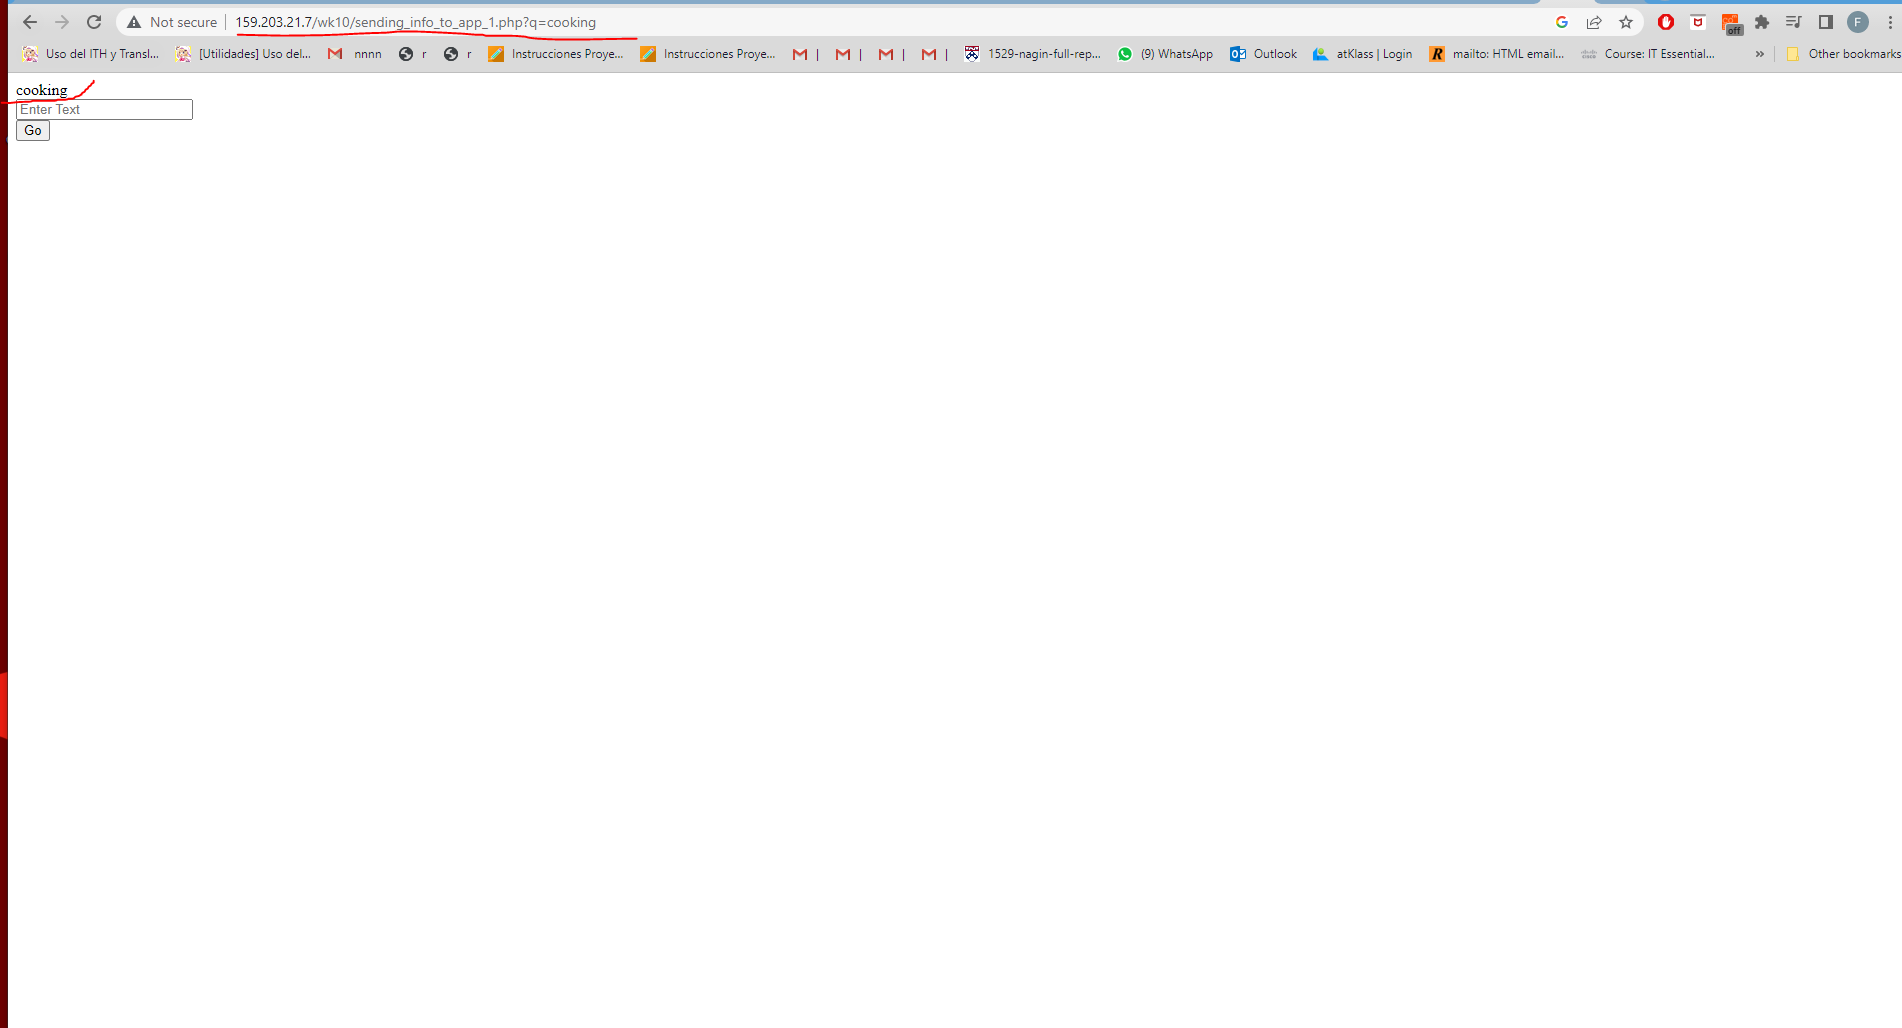 Not secure 159.203.21.7/wk10/sending_info_to_app_1.php?q=cooking off F
Uso del ITH y Transl... [Utilidades] Uso del... nnnn r r Instrucciones Proye... Instrucciones Proye... | | | | 1529-nagin-full-rep... (9) WhatsApp Outlook atKlass | Login R mailto: HTML email... Course: IT Essential... » Other bookmarks
cooking
Enter Text
Go